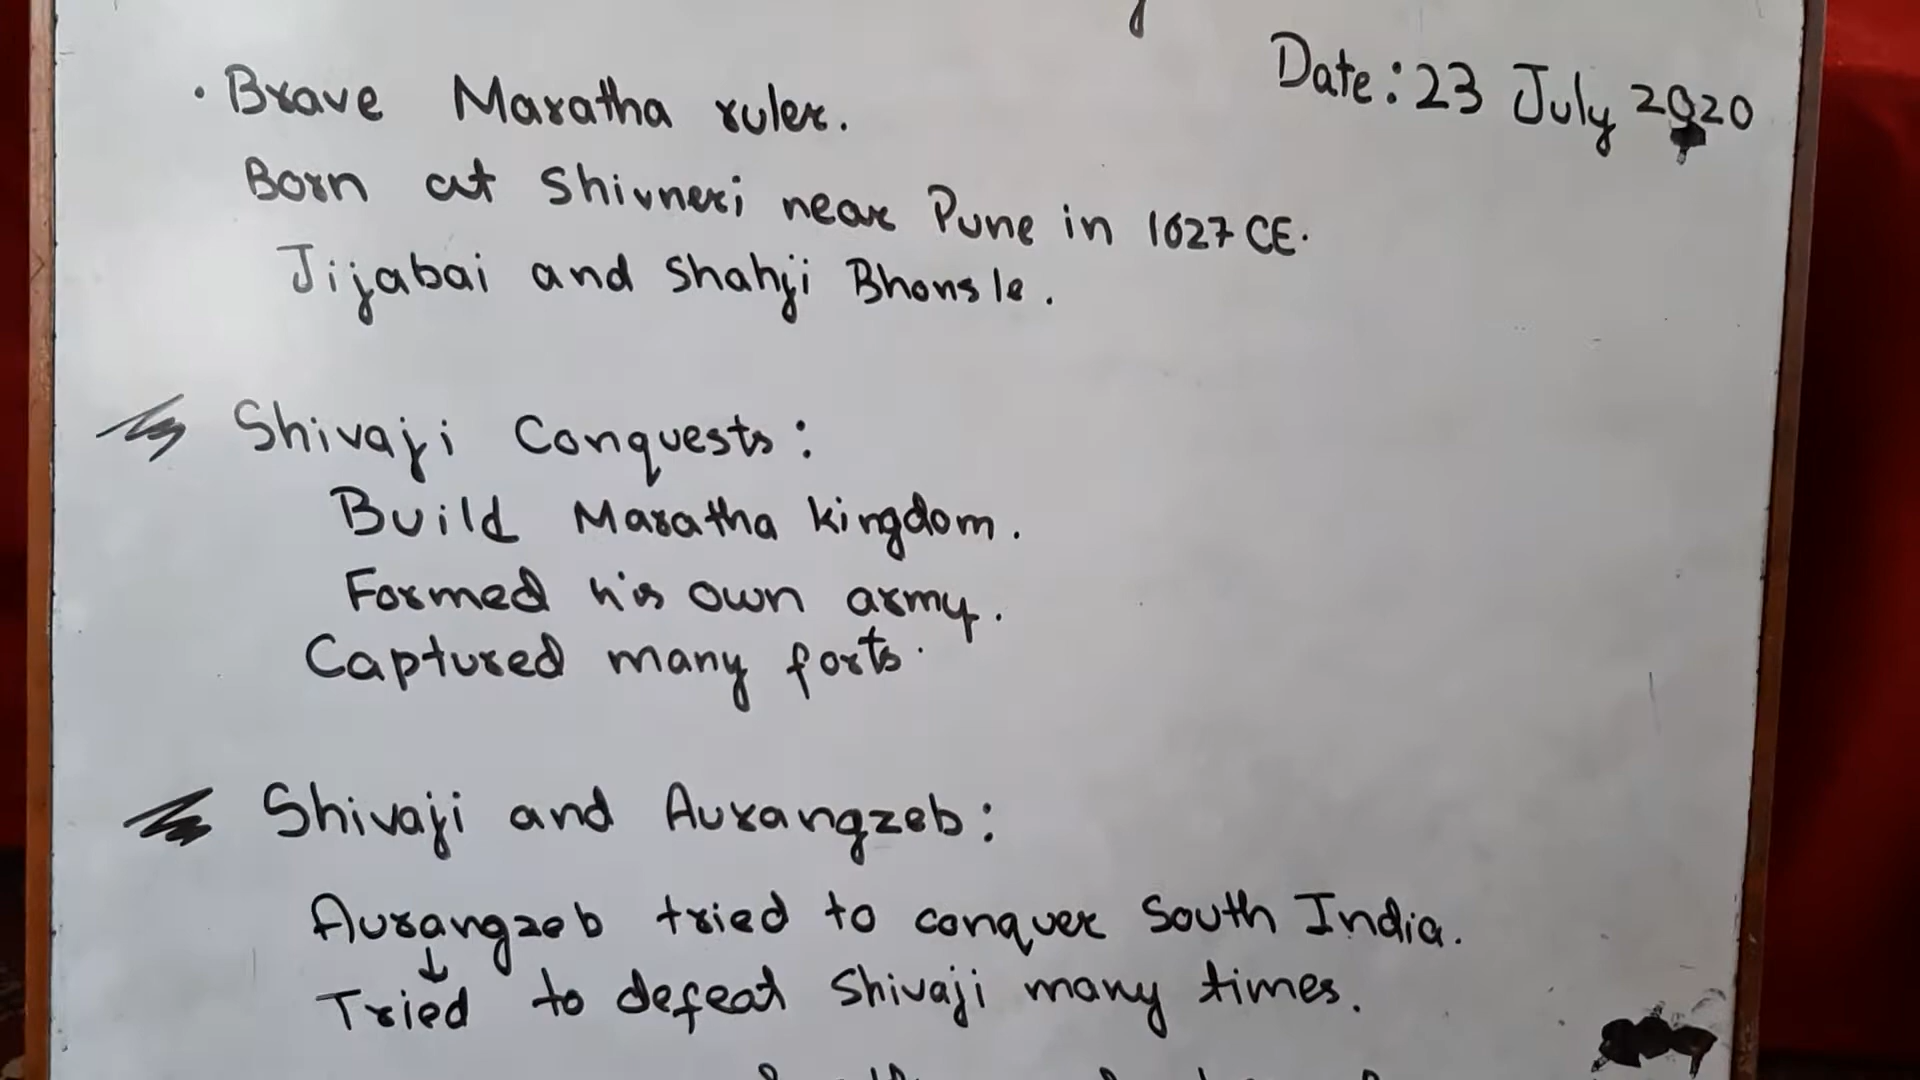 Date: 23 July 2020
• Brave Maratha ruler.
Born at Shivneri near Pune in 1627 CE.
Jijabai and Shahji Bhonsle.
Shivaji Conquests:
Build Maratha kingdom.
Formed his own army.
Captured many forts.
Shivaji and Aurangzeb:
Aurangzeb tried to conquer South India.
↓
Tried to defeat Shivaji many times.